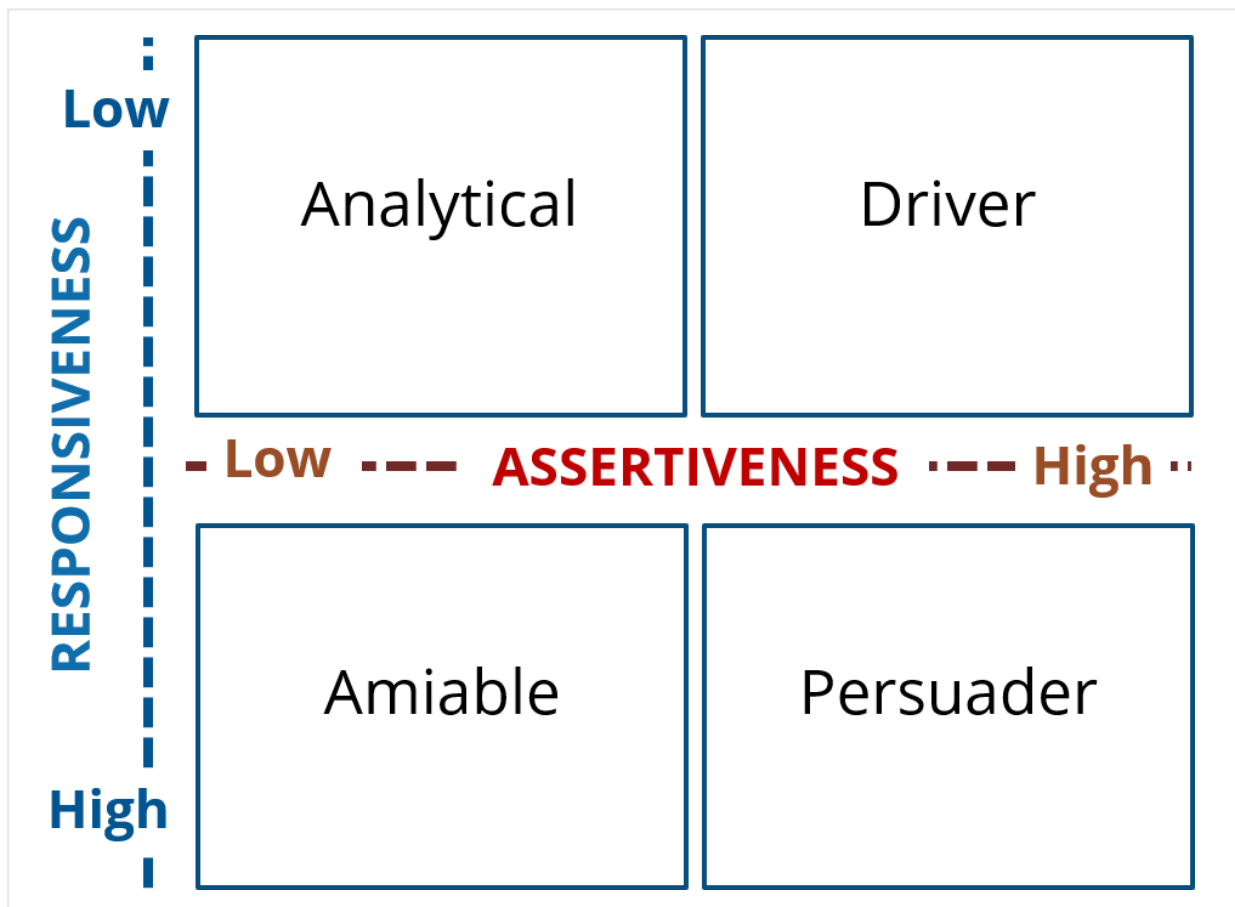 Low
Analytical
Driver
RESPONSIVENESS
Low
ASSERTIVENESS
High
Amiable
Persuader
High